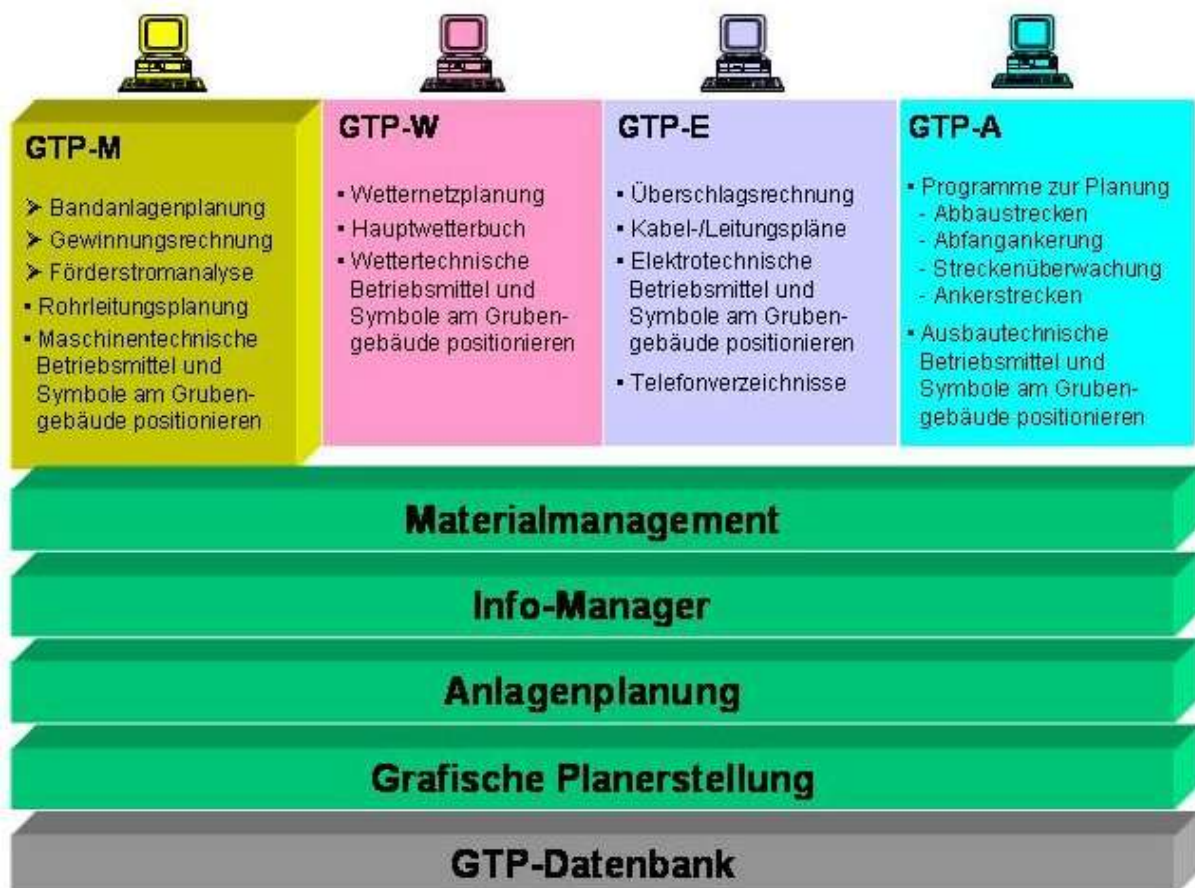 GTP-M
➤ Bandanlagenplanung
➤ Gewinnungsrechnung
➤ Förderstromanalyse
▪ Rohrleitungsplanung
▪ Maschinentechnische
Betriebsmittel und
Symbole am Gruben-
gebäude positionieren
GTP-W
▪ Wetternetzplanung
▪ Hauptwetterbuch
▪ Wettertechnische
Betriebsmittel und
Symbole am Gruben-
gebäude positionieren
GTP-E
▪ Überschlagsrechnung
▪ Kabel-/Leitungspläne
▪ Elektrotechnische
Betriebsmittel und
Symbole am Gruben-
gebäude positionieren
▪ Telefonverzeichnisse
GTP-A
▪ Programme zur Planung
- Abbaustrecken
- Abfangankerung
- Streckenüberwachung
- Ankerstrecken
▪ Ausbautechnische
Betriebsmittel und
Symbole am Gruben-
gebäude positionieren
Materialmanagement
Info-Manager
Anlagenplanung
Grafische Planerstellung
GTP-Datenbank